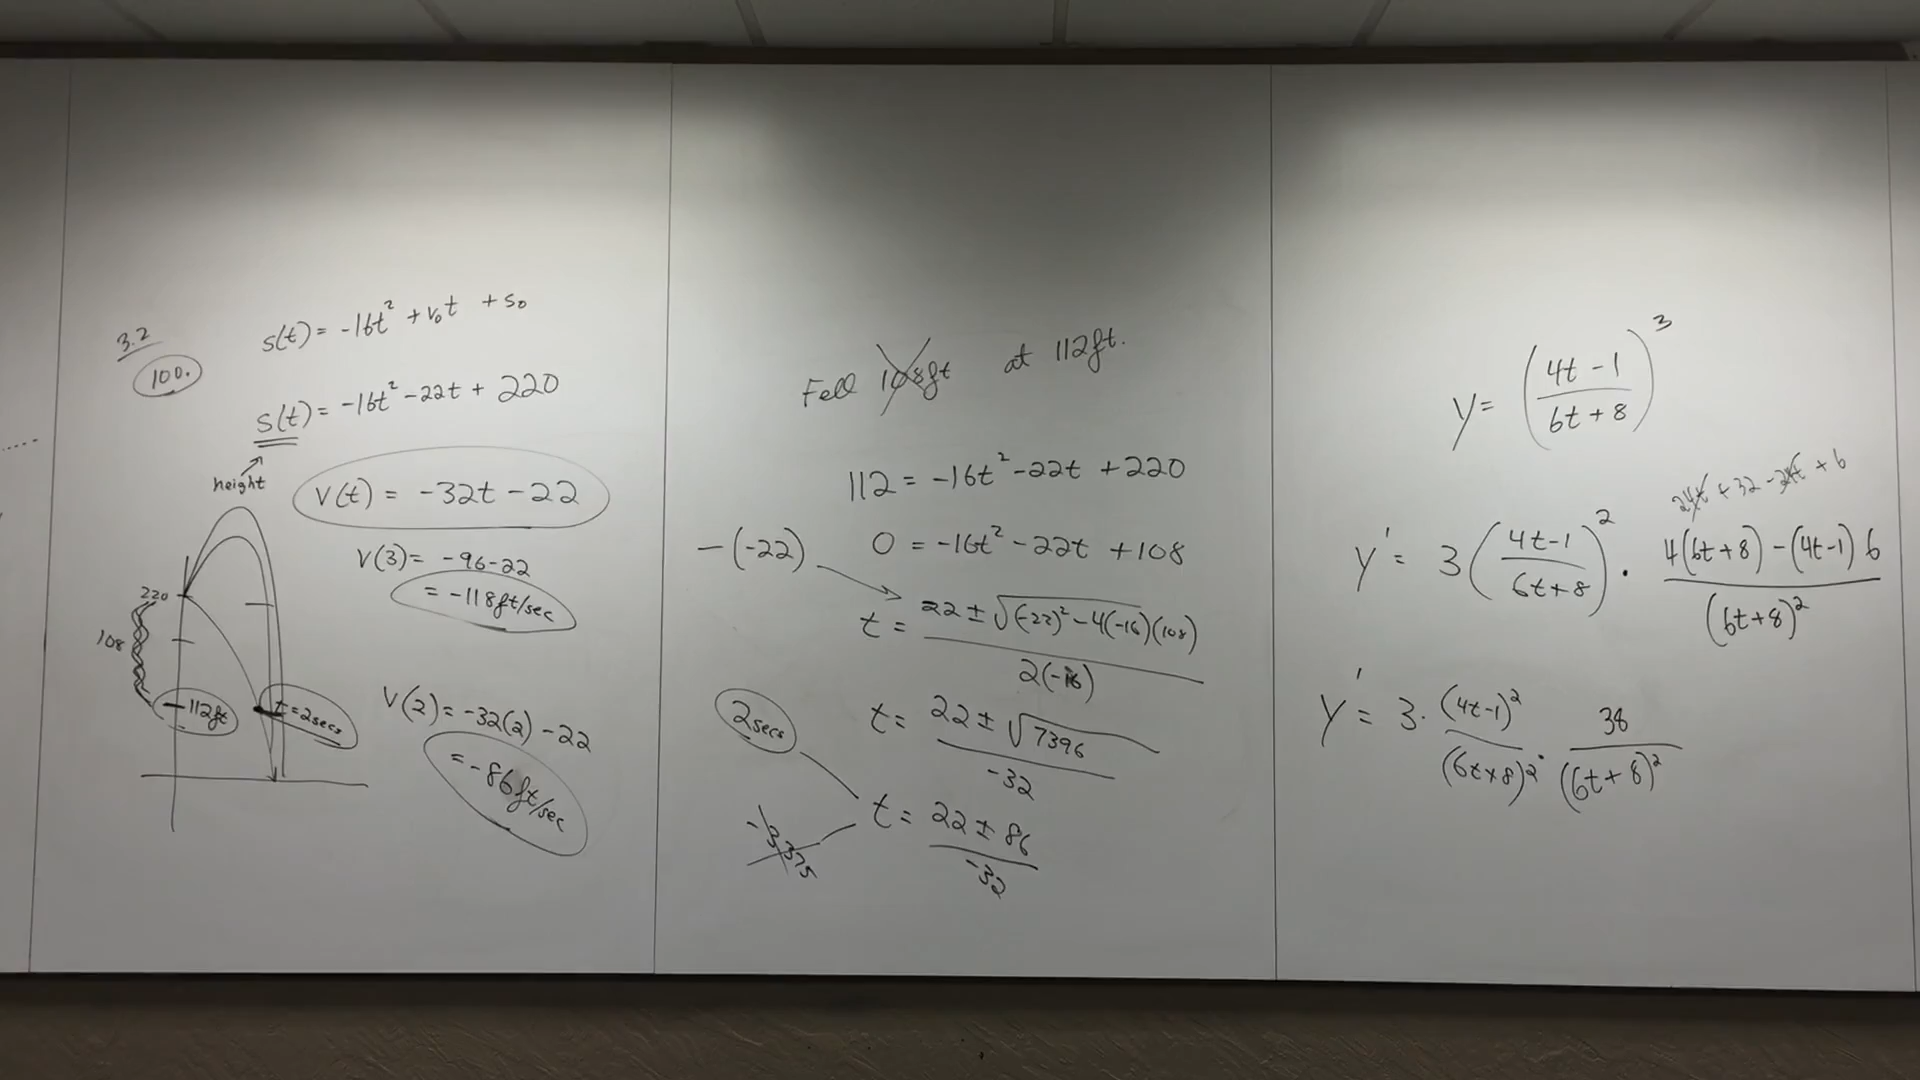 3.2
100.
s(t) = -16t² + v₀t + s₀
s(t) = -16t² - 22t + 220
height
v(t) = -32t - 22
v(3) = -96-22
= -118ft/sec
220
108
112ft
t=2secs
v(2) = -32(2) - 22
= -86ft/sec
Fell 108ft at 112ft.
112 = -16t² - 22t + 220
-(-22)
0 = -16t² - 22t + 108
t = 22 ± √(-22)² - 4(-16)(108) / 2(-16)
2secs
t = 22 ± √7396 / -32
t = 22 ± 86 / -32
-3.375
y = (4t - 1 / 6t + 8)³
24t + 32 - 24t + 6
y' = 3(4t-1 / 6t+8)² · 4(6t+8) - (4t-1)6 / (6t+8)²
y' = 3 · (4t-1)² / (6t+8)² · 38 / (6t+8)²